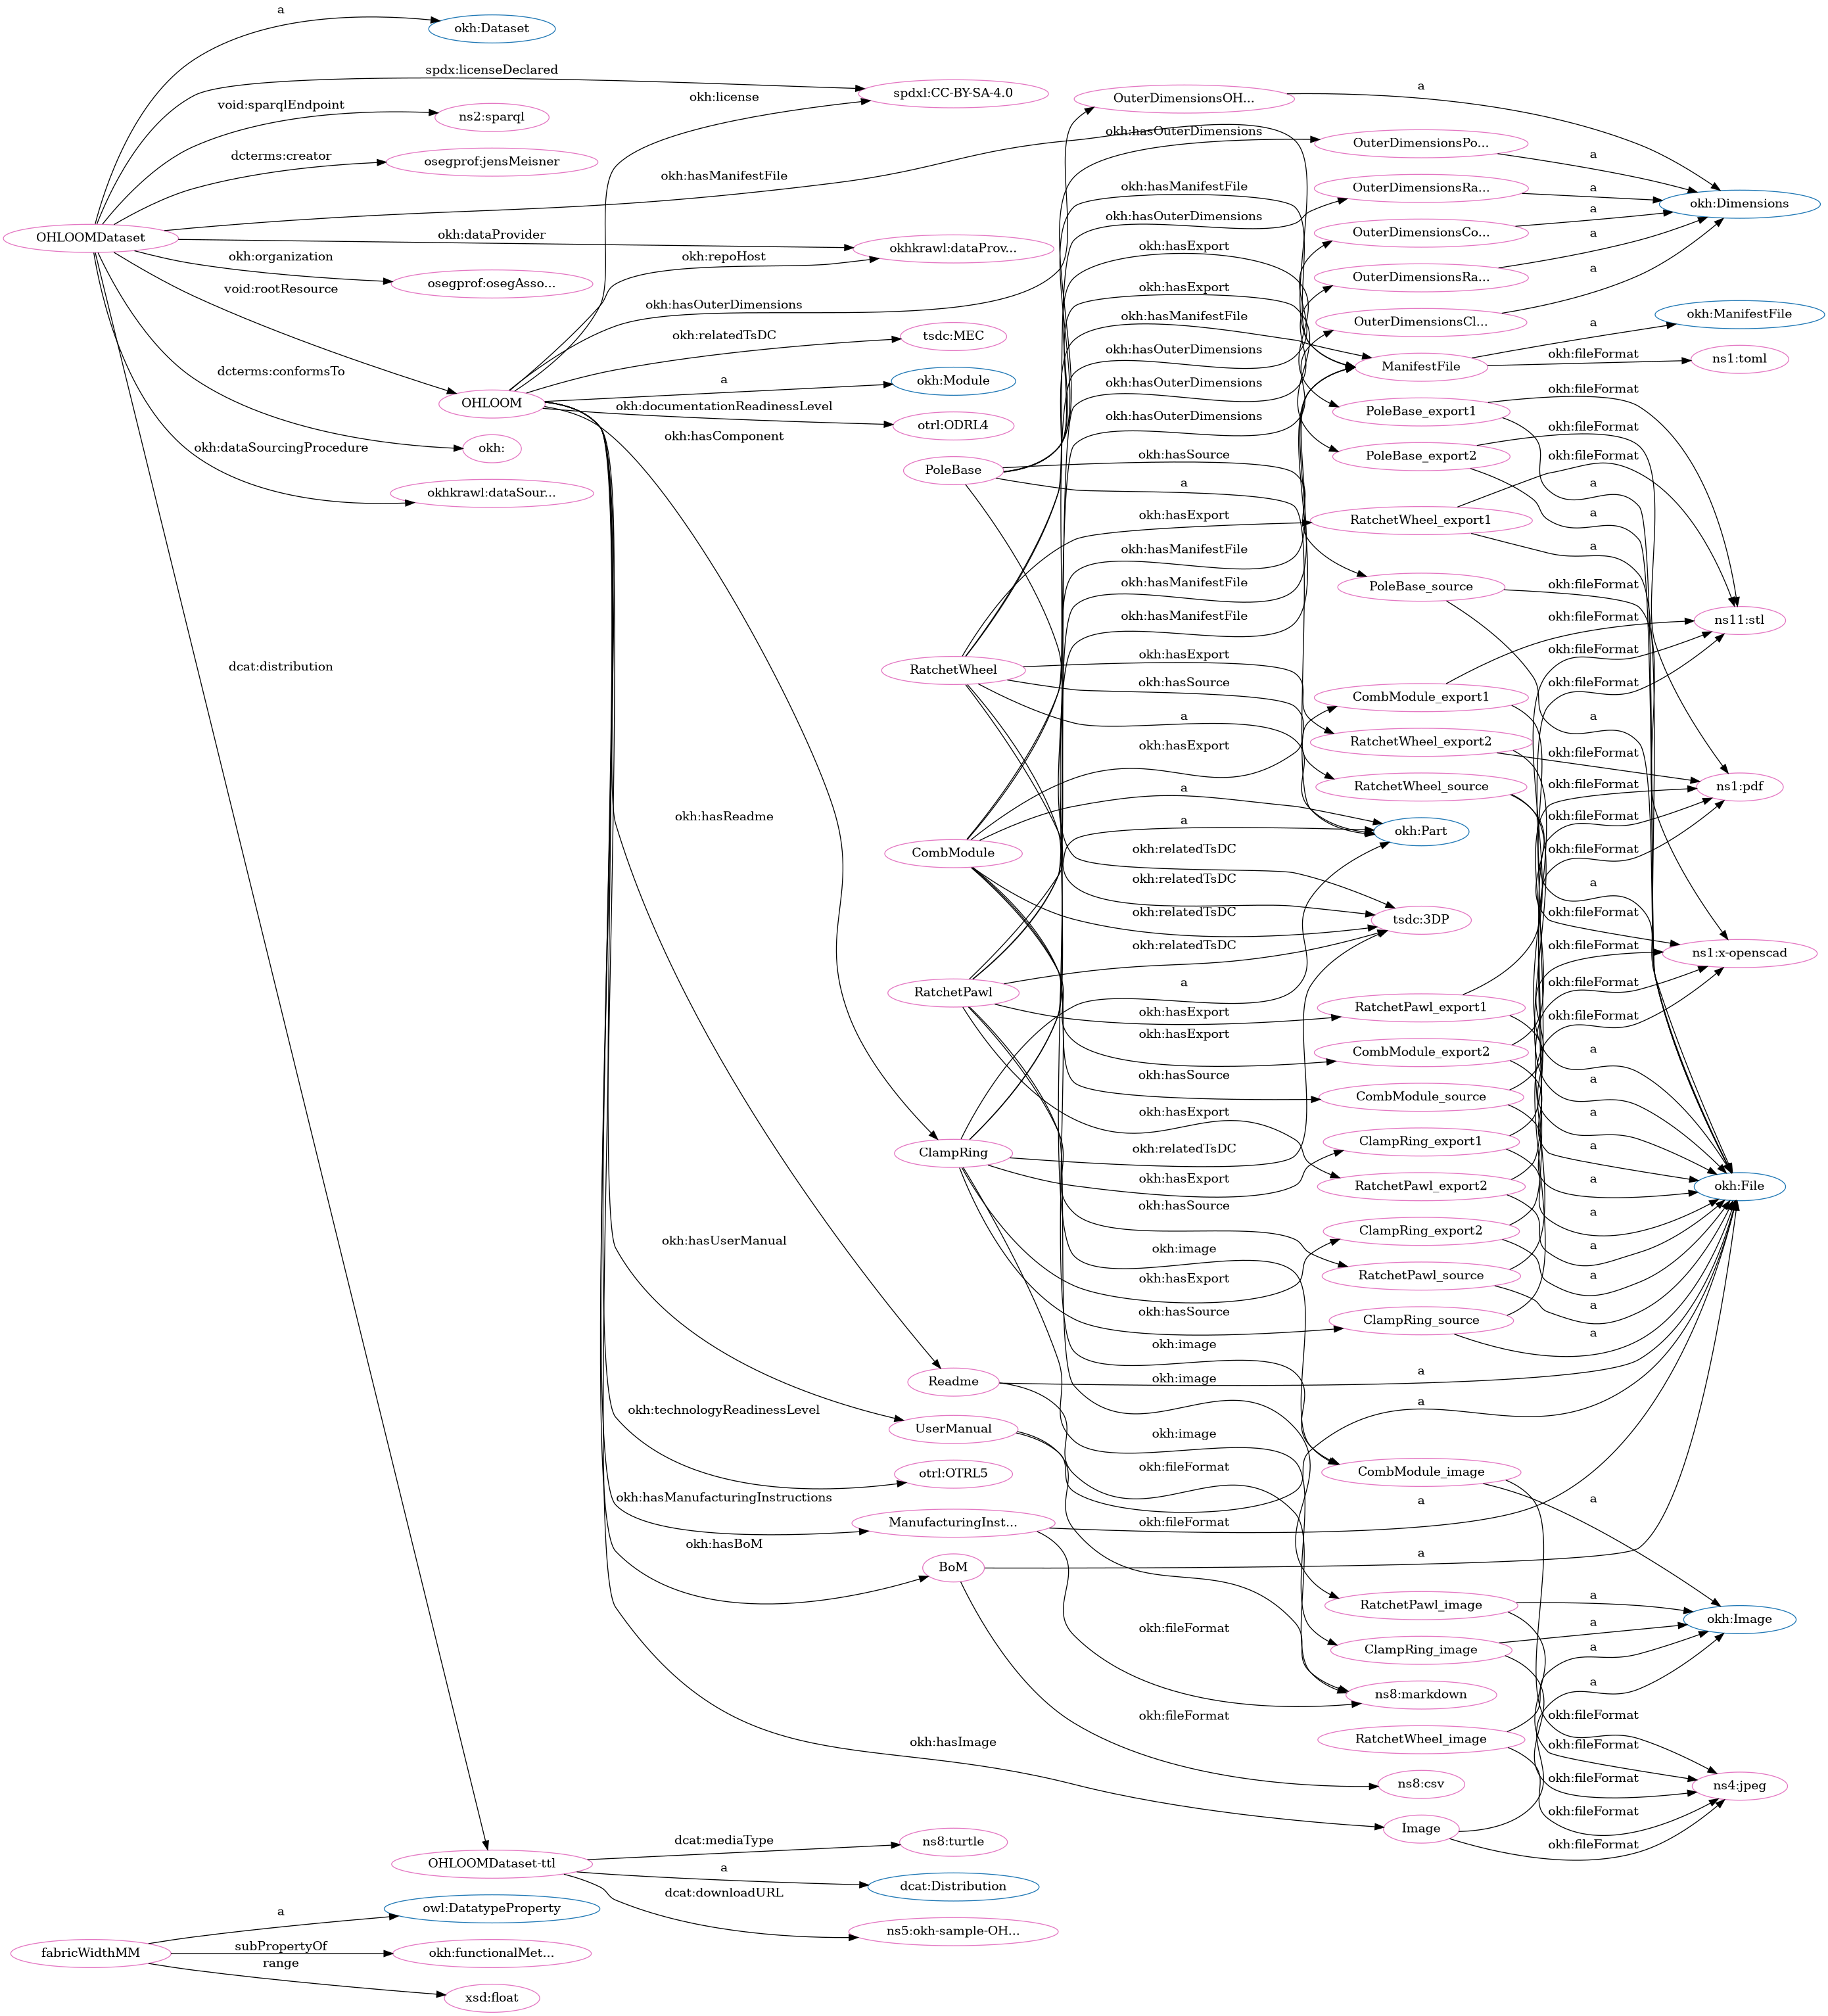 a
okh:Dataset
spdx:licenseDeclared
okh:license
spdxl:CC-BY-SA-4.0
OuterDimensionsOH...
a
void:sparqlEndpoint
ns2:sparql
okh:hasOuterDimensions
OuterDimensionsPo...
a
dcterms:creator
osegprof:jensMeisner
okh:hasManifestFile
okh:hasManifestFile
OuterDimensionsRa...
a
okh:Dimensions
OHLOOMDataset
okh:dataProvider
okhkrawl:dataProv...
okh:hasOuterDimensions
OuterDimensionsCo...
a
a
okh:organization
okh:repoHost
okh:hasExport
OuterDimensionsRa...
a
void:rootResource
osegprof:osegAsso...
okh:hasExport
okh:hasOuterDimensions
okh:hasManifestFile
OuterDimensionsCl...
okh:ManifestFile
a
okh:relatedTsDC
tsdc:MEC
okh:hasOuterDimensions
okh:fileFormat
ns1:toml
ManifestFile
dcterms:conformsTo
a
okh:Module
okh:hasOuterDimensions
OHLOOM
okh:fileFormat
okh:documentationReadinessLevel
okh:hasOuterDimensions
PoleBase_export1
otrl:ODRL4
okh:fileFormat
okh:hasComponent
okh:dataSourcingProcedure
okh:
okh:hasSource
PoleBase_export2
okh:fileFormat
PoleBase
a
a
okhkrawl:dataSour...
okh:hasExport
RatchetWheel_export1
a
okh:hasManifestFile
a
okh:hasManifestFile
PoleBase_source
okh:fileFormat
okh:hasManifestFile
okh:fileFormat
ns11:stl
okh:hasExport
okh:fileFormat
dcat:distribution
RatchetWheel
okh:hasSource
okh:fileFormat
CombModule_export1
a
a
okh:hasExport
RatchetWheel_export2
okh:fileFormat
a
RatchetWheel_source
okh:fileFormat
ns1:pdf
okh:hasReadme
a
okh:fileFormat
okh:Part
okh:relatedTsDC
okh:fileFormat
CombModule
okh:relatedTsDC
a
okh:relatedTsDC
tsdc:3DP
okh:fileFormat
okh:relatedTsDC
okh:fileFormat
ns1:x-openscad
a
okh:fileFormat
RatchetPawl
okh:hasExport
RatchetPawl_export1
okh:fileFormat
okh:hasExport
CombModule_export2
a
okh:hasSource
CombModule_source
a
okh:hasExport
a
ClampRing_export1
okh:relatedTsDC
a
ClampRing
okh:hasExport
RatchetPawl_export2
a
okh:File
okh:hasSource
a
okh:hasUserManual
okh:image
ClampRing_export2
a
okh:hasExport
RatchetPawl_source
a
okh:hasSource
ClampRing_source
a
okh:image
okh:image
a
Readme
okh:technologyReadinessLevel
a
UserManual
okh:image
okh:fileFormat
CombModule_image
otrl:OTRL5
okh:hasManufacturingInstructions
a
a
ManufacturingInst...
okh:fileFormat
okh:hasBoM
a
BoM
a
RatchetPawl_image
okh:Image
okh:fileFormat
a
ClampRing_image
a
a
ns8:markdown
okh:fileFormat
okh:fileFormat
RatchetWheel_image
okh:hasImage
okh:fileFormat
okh:fileFormat
ns8:csv
ns4:jpeg
okh:fileFormat
Image
dcat:mediaType
ns8:turtle
okh:fileFormat
OHLOOMDataset-ttl
a
dcat:Distribution
dcat:downloadURL
a
owl:DatatypeProperty
ns5:okh-sample-OH...
fabricWidthMM
subPropertyOf
okh:functionalMet...
range
xsd:float